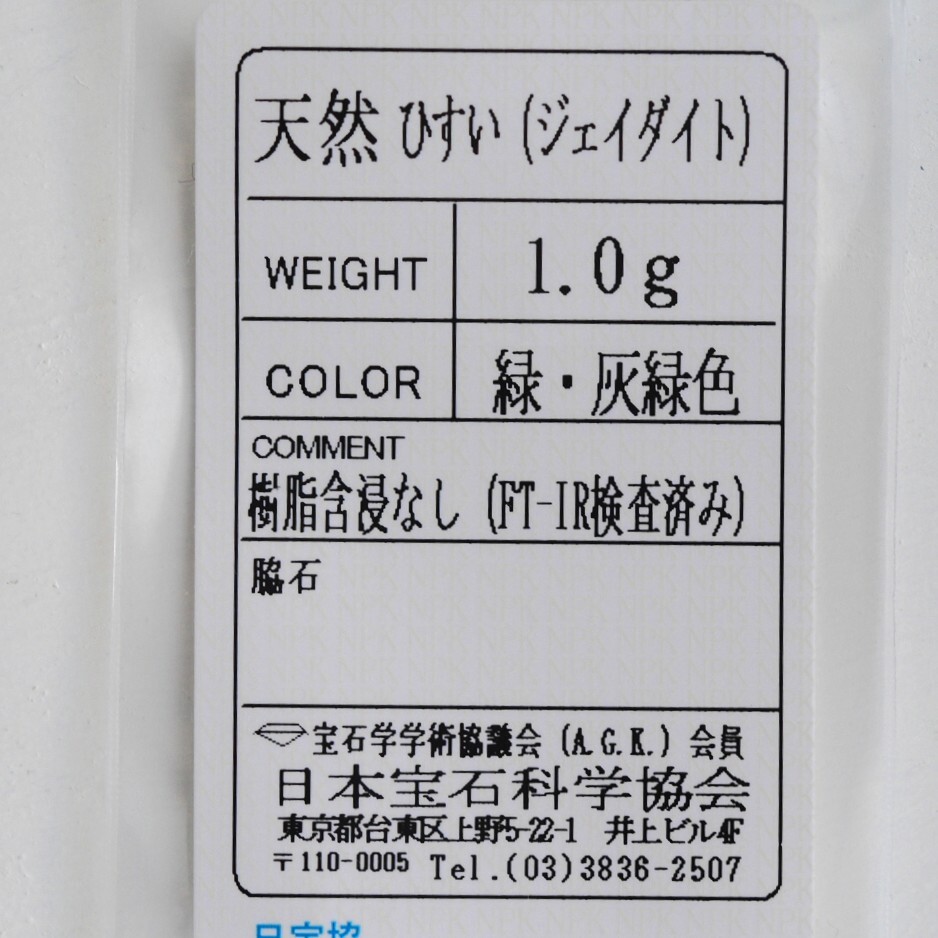 天然 ひすい (ジェイダイト)
WEIGHT 1.0g
COLOR 緑・灰緑色
COMMENT
樹脂含浸なし (FT-IR検査済み)
脇石
宝石学学術協議会 (A.G.K.) 会員
日本宝石科学協会
東京都台東区上野5-22-1 井上ビル4F
〒110-0005 Tel.(03)3836-2507